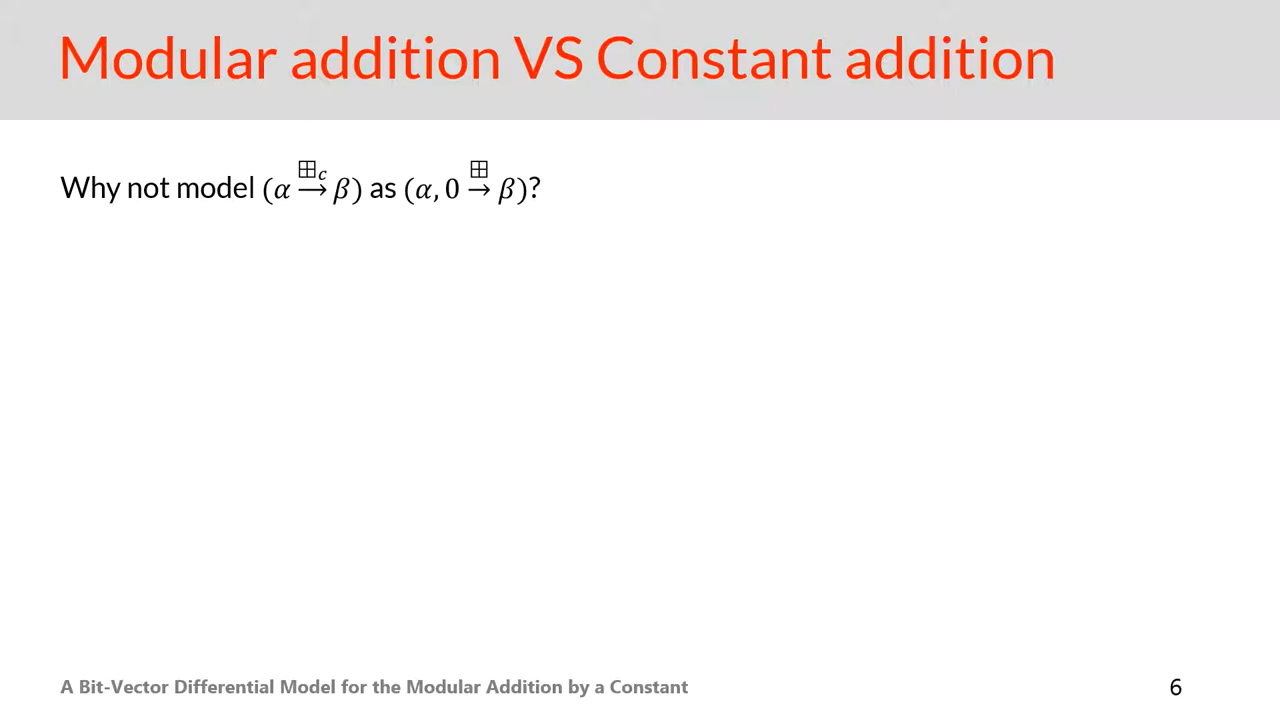 Modular addition VS Constant addition
Why not model (α →^{⊞_c} β) as (α, 0 →^{⊞} β)?
A Bit-Vector Differential Model for the Modular Addition by a Constant
6